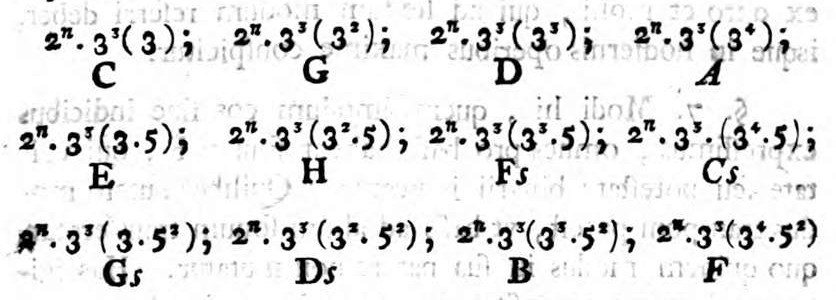 2ⁿ. 3³(3); 2ⁿ. 3³(3²); 2ⁿ. 3³(3³); 2ⁿ. 3³(3⁴);
C G D A
2ⁿ. 3³(3·5); 2ⁿ. 3³(3²·5); 2ⁿ. 3³(3³·5); 2ⁿ. 3³.(3⁴·5);
E H Fs Cs
2ⁿ. 3³(3·5²); 2ⁿ. 3³(3²·5²); 2ⁿ. 3³(3³·5²); 2ⁿ. 3³(3⁴·5²)
Gs Ds B F